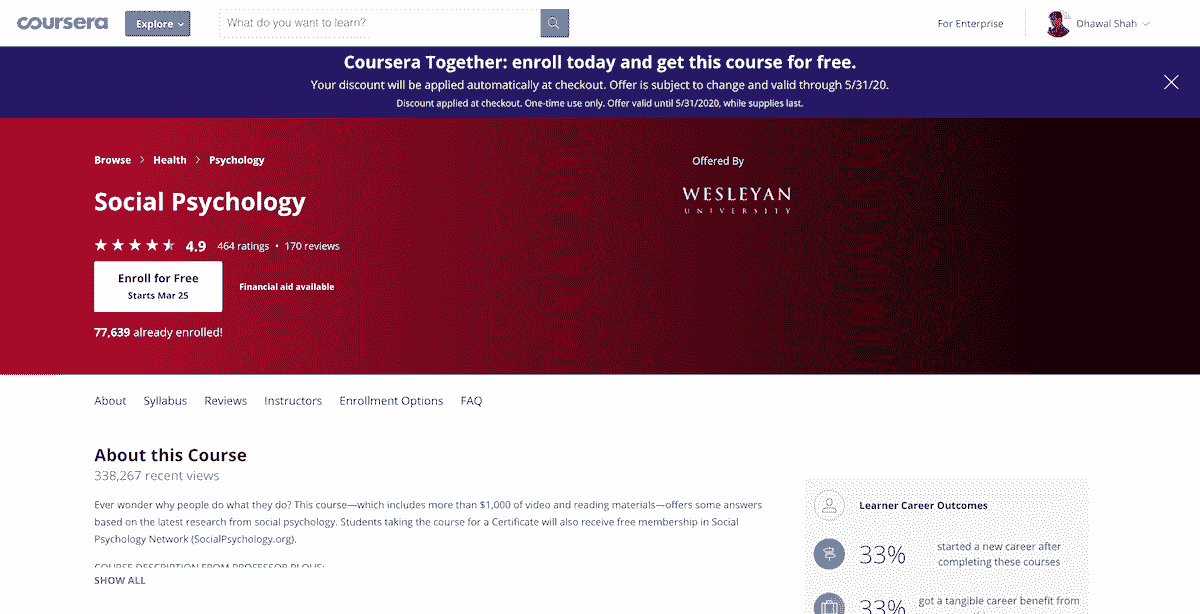 coursera
Explore
What do you want to learn?
For Enterprise
Dhawal Shah
Coursera Together: enroll today and get this course for free.
Your discount will be applied automatically at checkout. Offer is subject to change and valid through 5/31/20.
Discount applied at checkout. One-time use only. Offer valid until 5/31/2020, while supplies last.
Browse > Health > Psychology
Offered By
Social Psychology
WESLEYAN
UNIVERSITY
4.9 464 ratings • 170 reviews
Enroll for Free
Starts Mar 25
Financial aid available
77,639 already enrolled!
About Syllabus Reviews Instructors Enrollment Options FAQ
About this Course
338,267 recent views
Ever wonder why people do what they do? This course—which includes more than $1,000 of video and reading materials—offers some answers
based on the latest research from social psychology. Students taking the course for a Certificate will also receive free membership in Social
Psychology Network (SocialPsychology.org).
COURSE DESCRIPTION FROM PROFESSOR PLOUS:
SHOW ALL
Learner Career Outcomes
33%
started a new career after
completing these courses
33%
got a tangible career benefit from